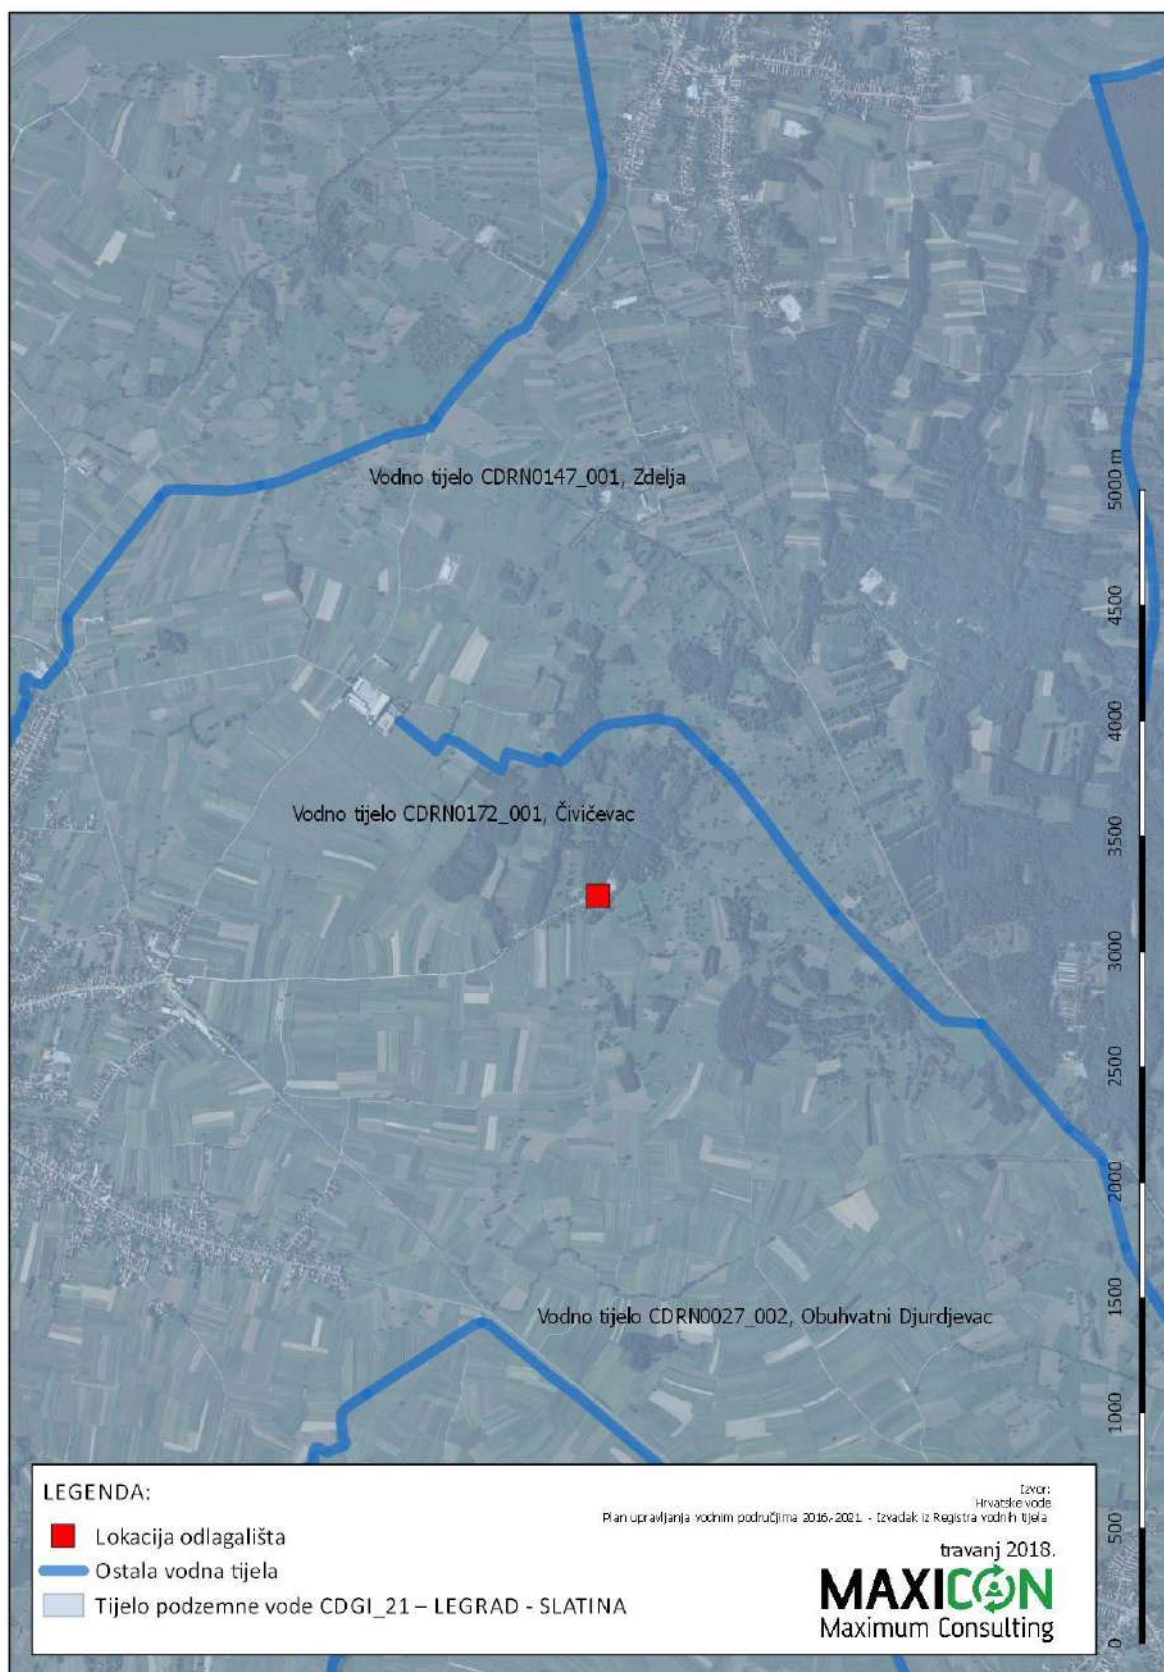 Vodno tijelo CDRN0147_001, Zdelja
5000 m
4500
4000
Vodno tijelo CDRN0172_001, Čivičevac
3500
3000
2500
2000
1500
Vodno tijelo CDRN0027_002, Obuhvatni Djurdjevac
1000
500
0
LEGENDA:
Lokacija odlagališta
Ostala vodna tijela
Tijelo podzemne vode CDGI_21 – LEGRAD - SLATINA
Izvor:
Hrvatske vode
Plan upravljanja vodnim područjima 2016.-2021. - Izvadak iz Registra vodnih tijela
travanj 2018.
MAXICON
Maximum Consulting